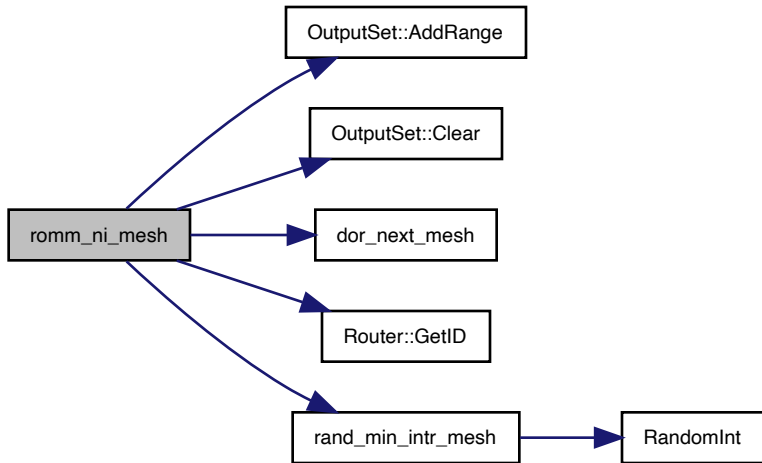 OutputSet::AddRange
OutputSet::Clear
romm_ni_mesh
dor_next_mesh
Router::GetID
rand_min_intr_mesh
RandomInt